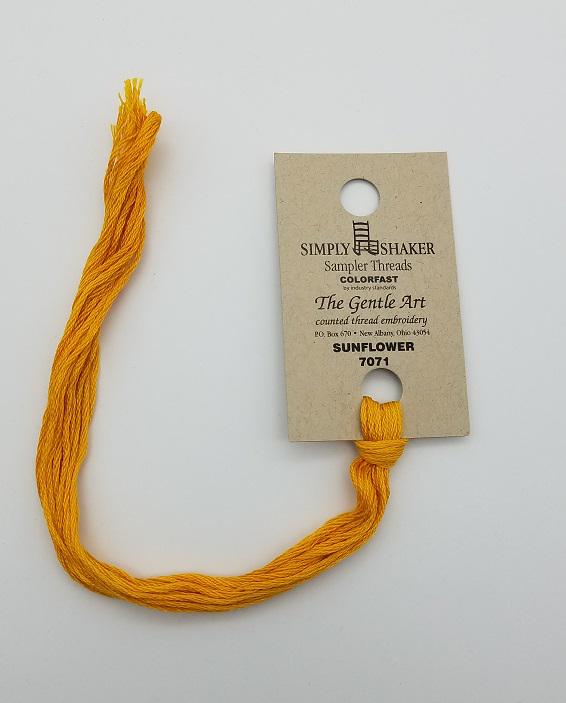 SIMPLY SHAKER
Sampler Threads
COLORFAST
by industry standards
The Gentle Art
counted thread embroidery
P.O. Box 670 • New Albany, Ohio 43054
SUNFLOWER
7071